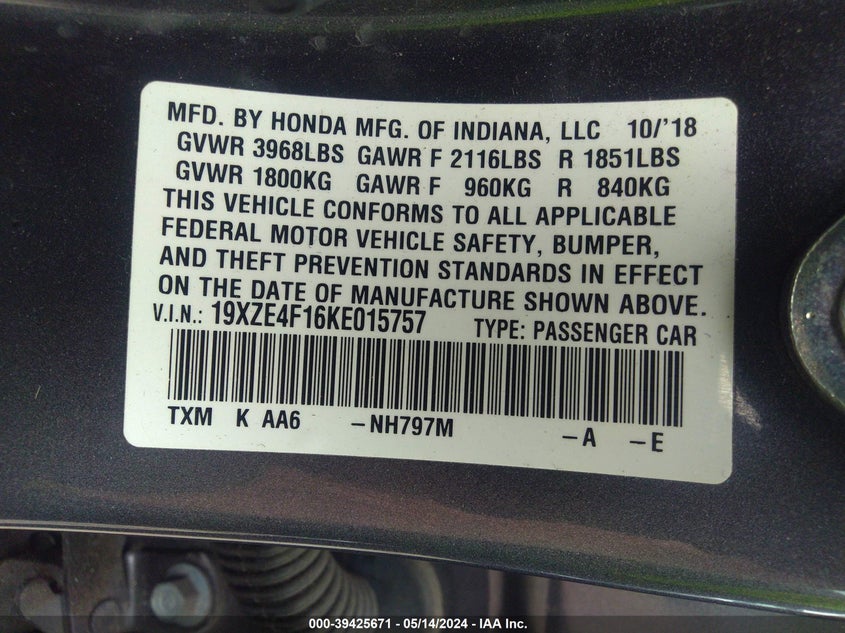 MFD. BY HONDA MFG. OF INDIANA, LLC 10/'18
GVWR 3968LBS GAWR F 2116LBS R 1851LBS
GVWR 1800KG GAWR F 960KG R 840KG
THIS VEHICLE CONFORMS TO ALL APPLICABLE
FEDERAL MOTOR VEHICLE SAFETY, BUMPER,
AND THEFT PREVENTION STANDARDS IN EFFECT
ON THE DATE OF MANUFACTURE SHOWN ABOVE.
V.I.N.: 19XZE4F16KE015757 TYPE: PASSENGER CAR
TXM K AA6 –NH797M –A –E
000-39425671 - 05/14/2024 - IAA Inc.